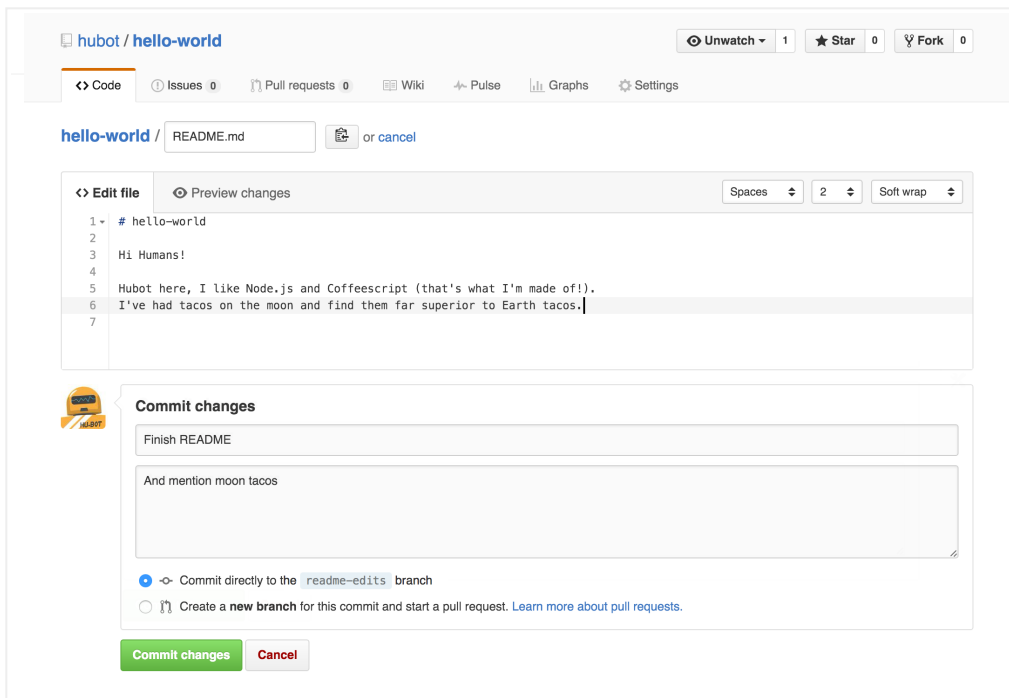 hubot / hello-world
Unwatch 1 Star 0 Fork 0
Code Issues 0 Pull requests 0 Wiki Pulse Graphs Settings
hello-world / README.md or cancel
Edit file Preview changes Spaces 2 Soft wrap
1 # hello-world
2
3 Hi Humans!
4
5 Hubot here, I like Node.js and Coffeescript (that's what I'm made of!).
6 I've had tacos on the moon and find them far superior to Earth tacos.
7
HU-BOT
Commit changes
Finish README
And mention moon tacos
Commit directly to the readme-edits branch
Create a new branch for this commit and start a pull request. Learn more about pull requests.
Commit changes Cancel